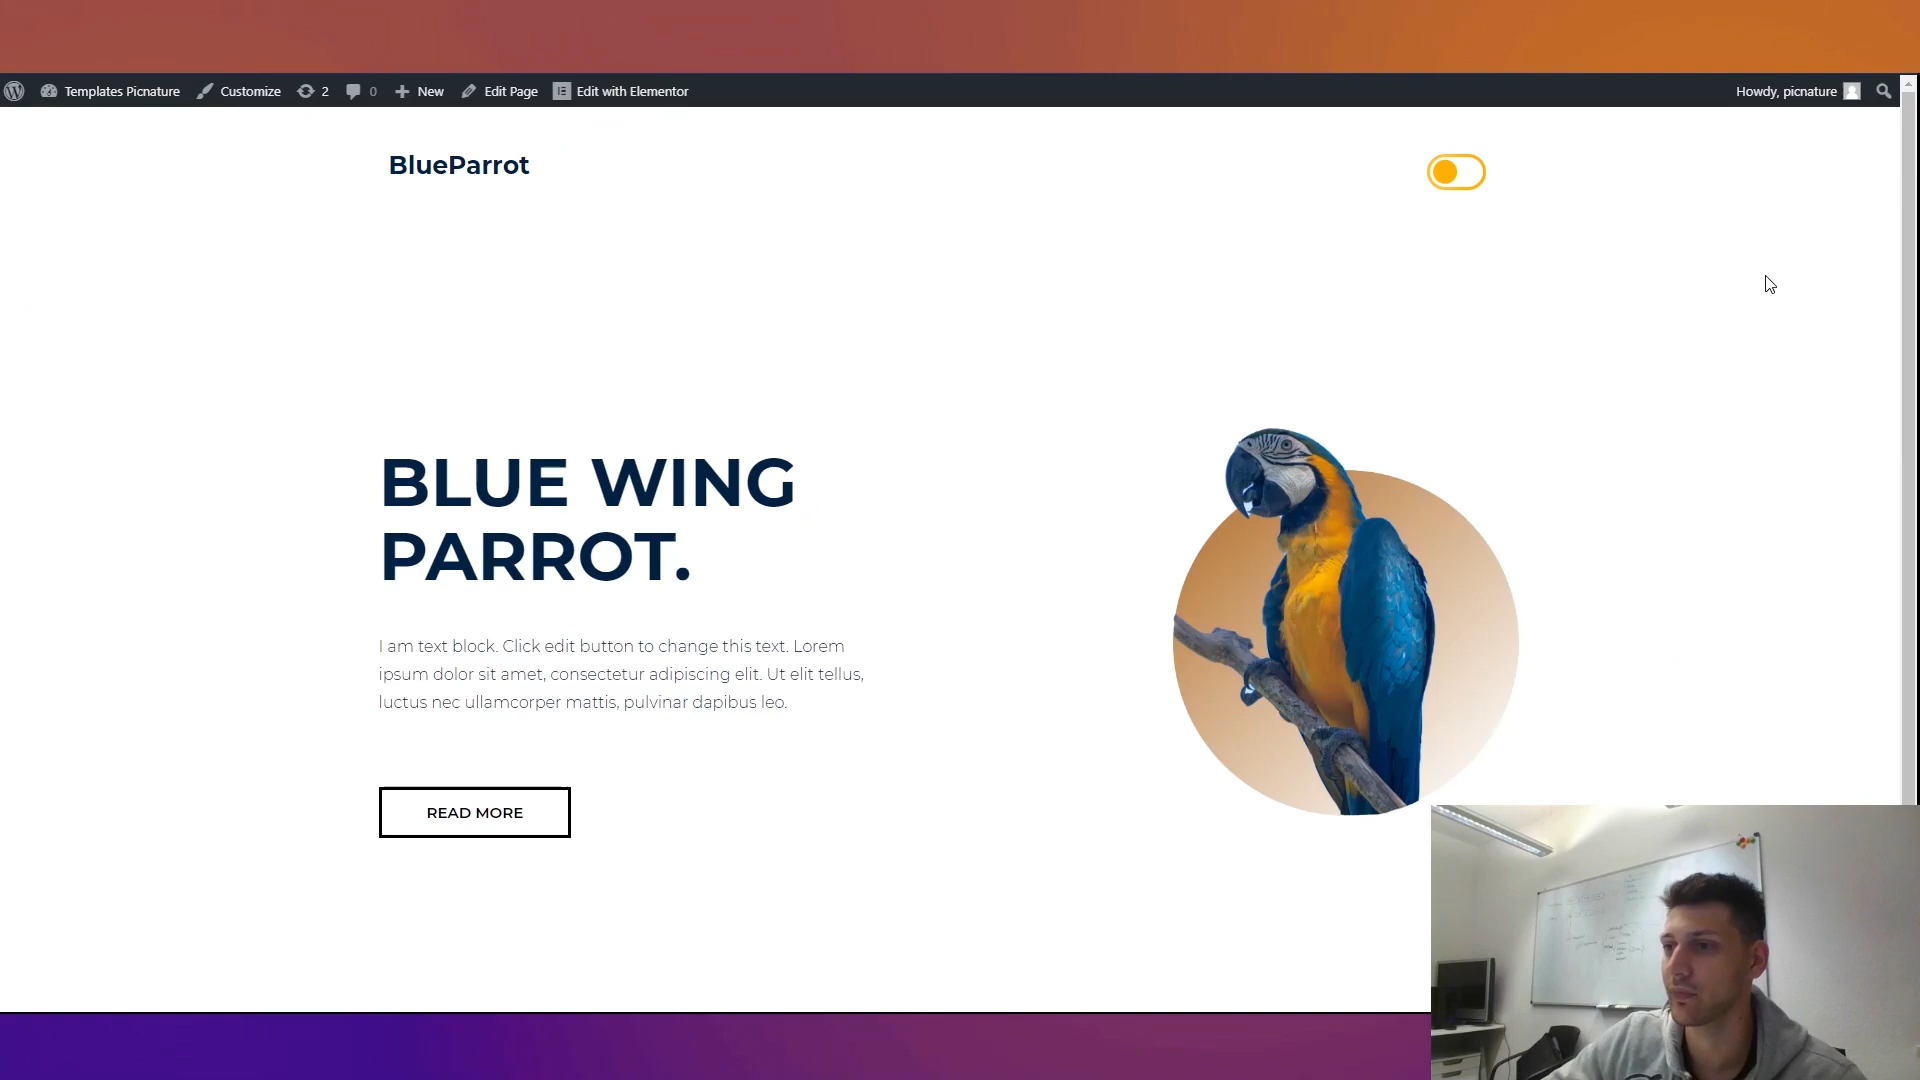 Templates Picnature Customize 2 0 New Edit Page Edit with Elementor Howdy, picnature
BlueParrot
BLUE WING
PARROT.
I am text block. Click edit button to change this text. Lorem
ipsum dolor sit amet, consectetur adipiscing elit. Ut elit tellus,
luctus nec ullamcorper mattis, pulvinar dapibus leo.
READ MORE